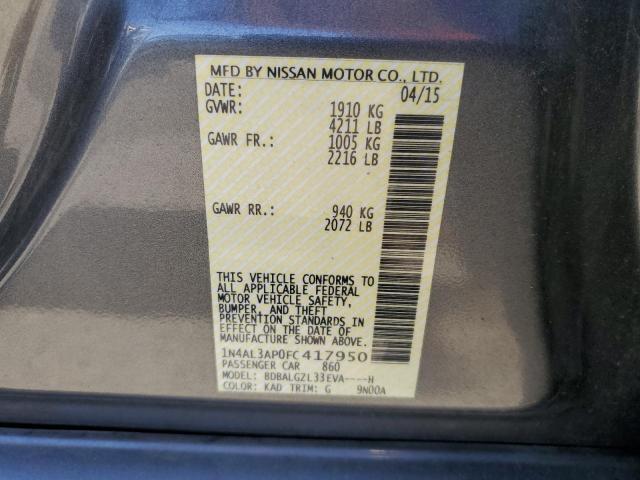 MFD BY NISSAN MOTOR CO., LTD.
DATE: 04/15
GVWR: 1910 KG
4211 LB
GAWR FR.: 1005 KG
2216 LB
GAWR RR.: 940 KG
2072 LB
THIS VEHICLE CONFORMS TO
ALL APPLICABLE FEDERAL
MOTOR VEHICLE SAFETY,
BUMPER, AND THEFT
PREVENTION STANDARDS IN
EFFECT ON THE DATE OF
MANUFACTURE SHOWN ABOVE.
1N4AL3AP0FC417950
PASSENGER CAR 860
MODEL: BDBALGZL33EVA----H
COLOR: KAD TRIM: G 9N00A